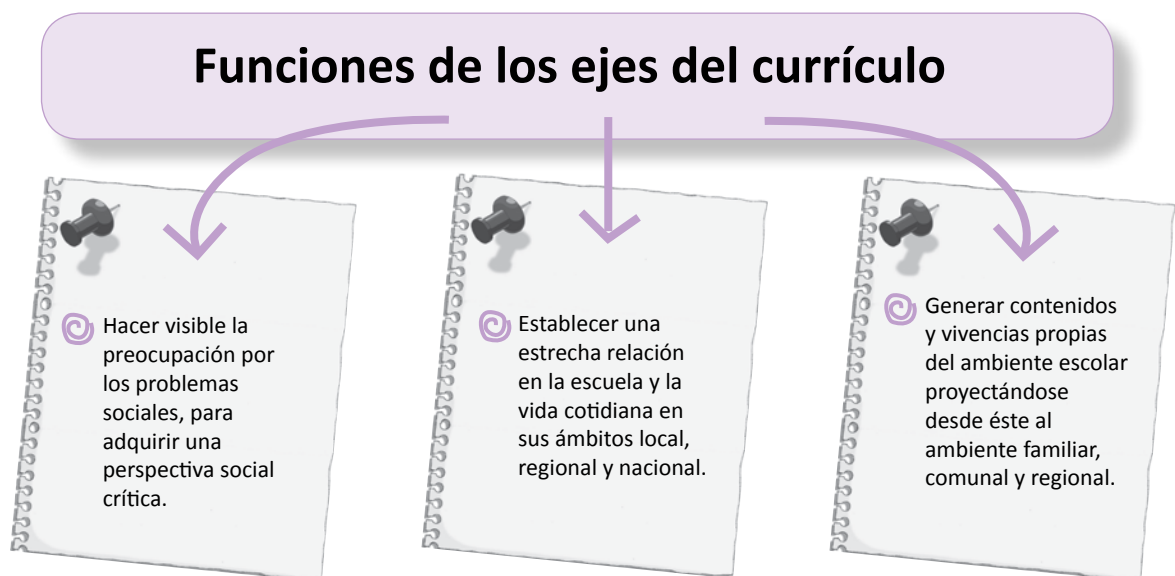 Funciones de los ejes del currículo
Hacer visible la
preocupación por
los problemas
sociales, para
adquirir una
perspectiva social
crítica.
Establecer una
estrecha relación
en la escuela y la
vida cotidiana en
sus ámbitos local,
regional y nacional.
Generar contenidos
y vivencias propias
del ambiente escolar
proyectándose
desde éste al
ambiente familiar,
comunal y regional.